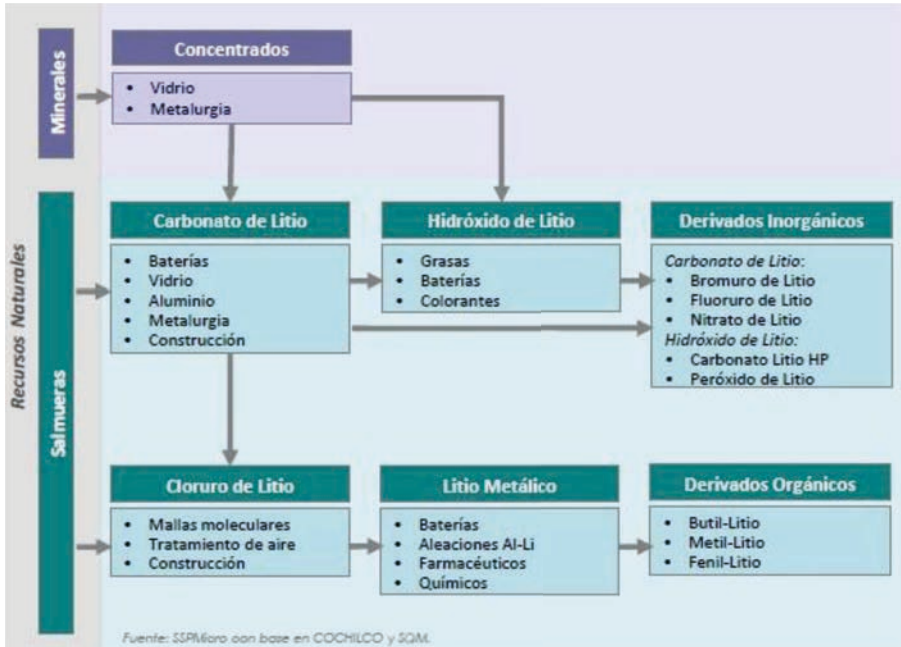 Recursos Naturales
Minerales
Concentrados
• Vidrio
• Metalurgia
Salmueras
Carbonato de Litio
• Baterías
• Vidrio
• Aluminio
• Metalurgia
• Construcción
Hidróxido de Litio
• Grasas
• Baterías
• Colorantes
Derivados Inorgánicos
Carbonato de Litio:
• Bromuro de Litio
• Fluoruro de Litio
• Nitrato de Litio
Hidróxido de Litio:
• Carbonato Litio HP
• Peróxido de Litio
Cloruro de Litio
• Mallas moleculares
• Tratamiento de aire
• Construcción
Litio Metálico
• Baterías
• Aleaciones Al-Li
• Farmacéuticos
• Químicos
Derivados Orgánicos
• Butil-Litio
• Metil-Litio
• Fenil-Litio
Fuente: SSPMicro con base en COCHILCO y SQM.